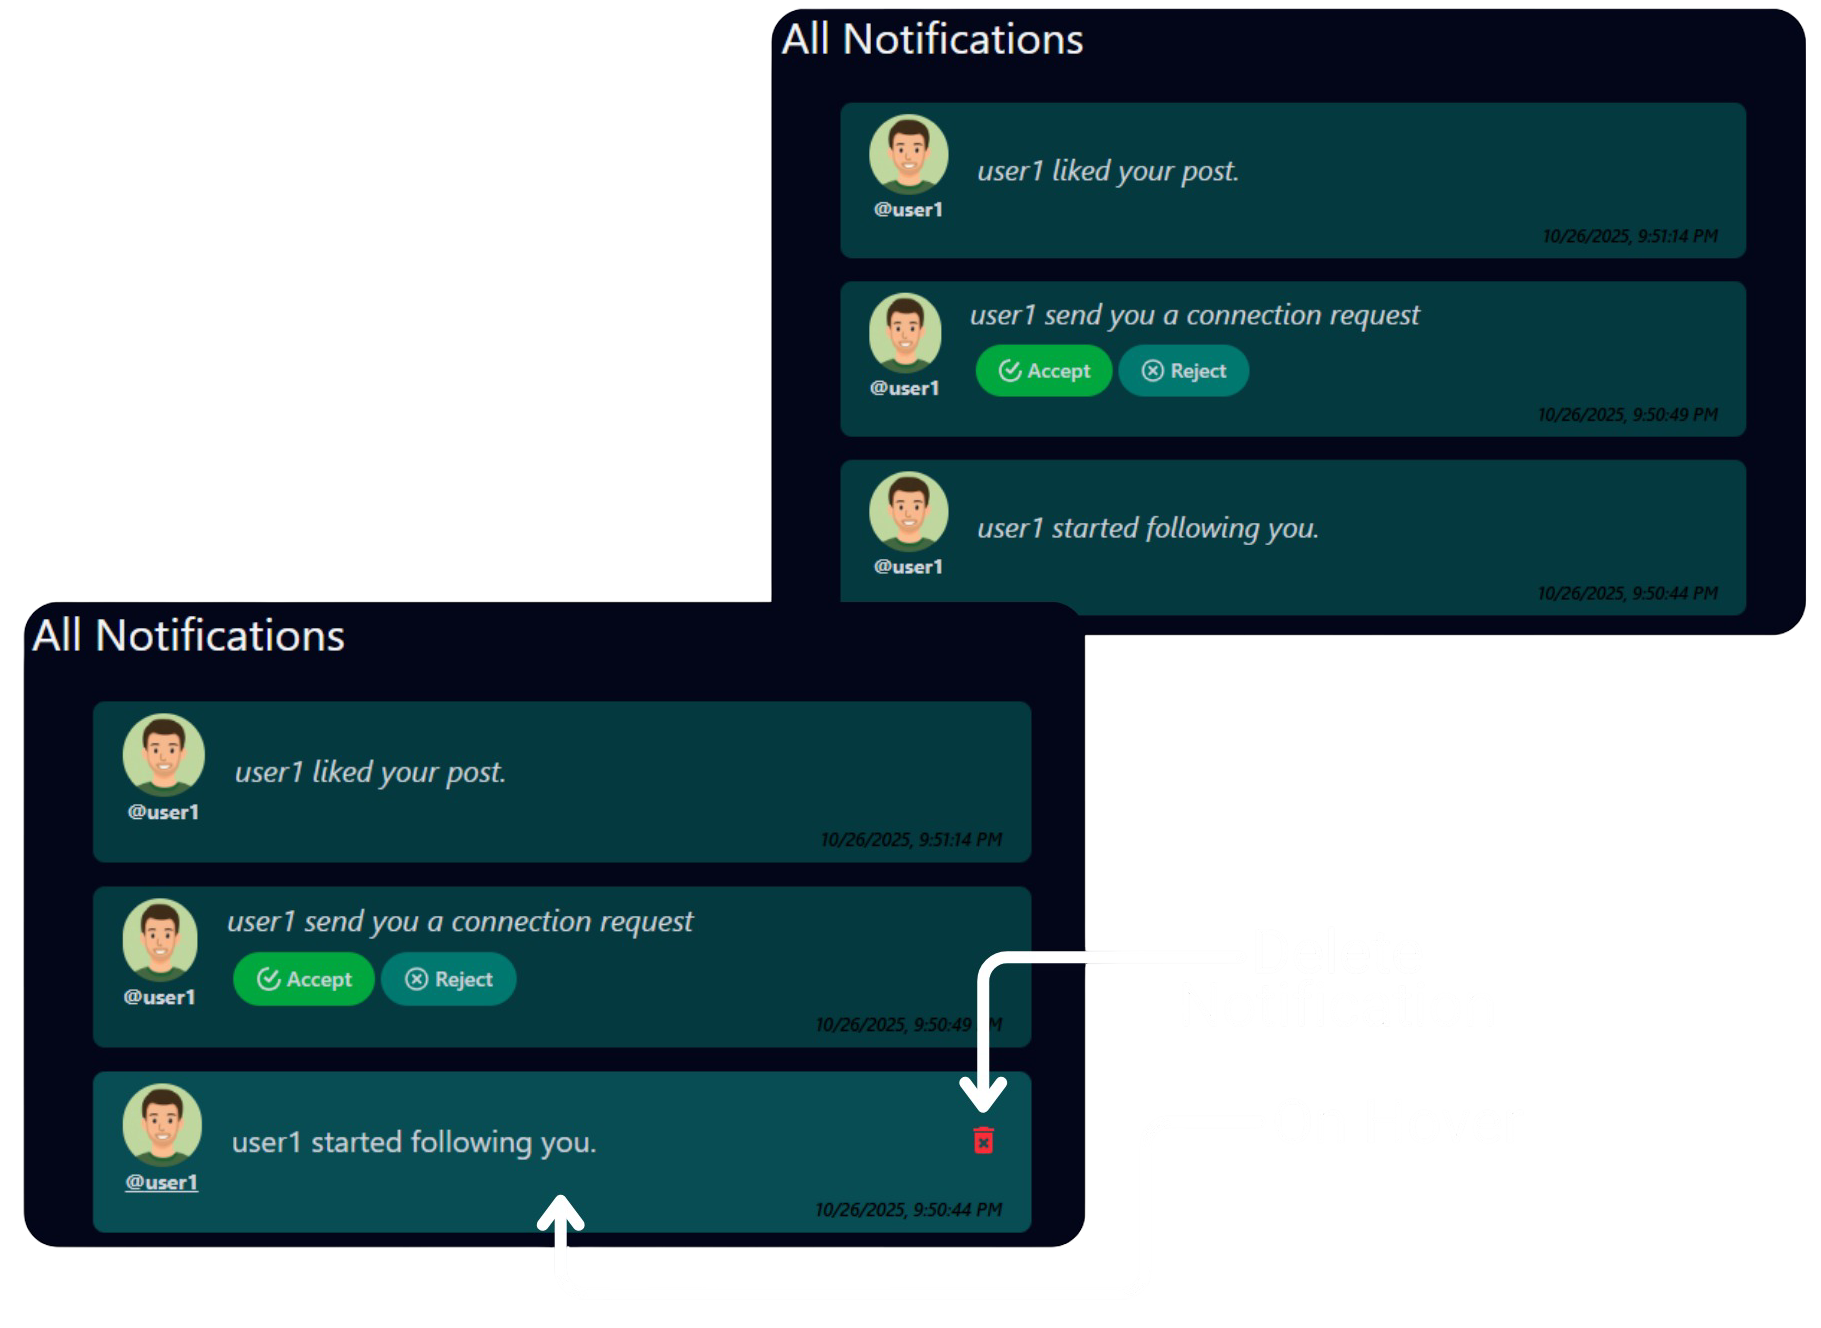 All Notifications
user1 liked your post.
@user1
10/26/2025, 9:51:14 PM
user1 send you a connection request
Accept Reject
@user1
10/26/2025, 9:50:49 PM
user1 started following you.
@user1
10/26/2025, 9:50:44 PM
All Notifications
user1 liked your post.
@user1
10/26/2025, 9:51:14 PM
user1 send you a connection request
Accept Reject
@user1
10/26/2025, 9:50:49 M
user1 started following you.
@user1
10/26/2025, 9:50:44 PM